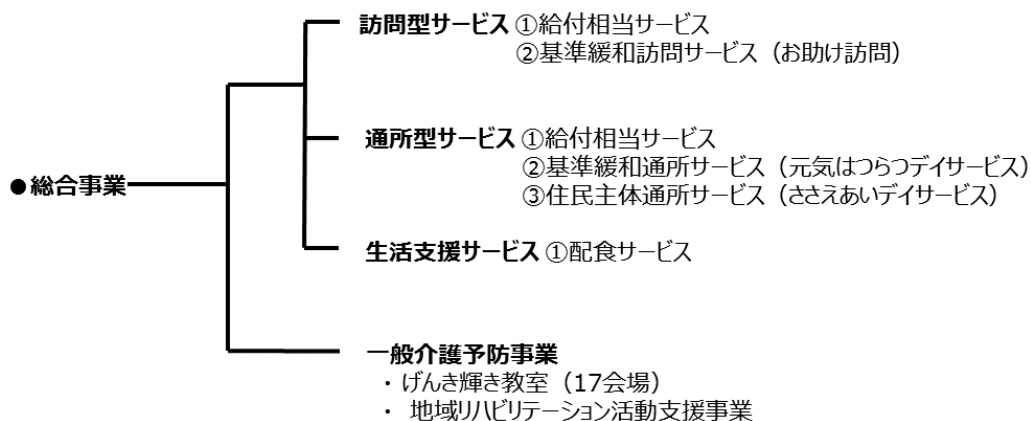 訪問型サービス ①給付相当サービス
②基準緩和訪問サービス（お助け訪問）
通所型サービス ①給付相当サービス
②基準緩和通所サービス（元気はつらつデイサービス）
●総合事業
③住民主体通所サービス（ささえあいデイサービス）
生活支援サービス ①配食サービス
一般介護予防事業
・げんき輝き教室（17会場）
・ 地域リハビリテーション活動支援事業